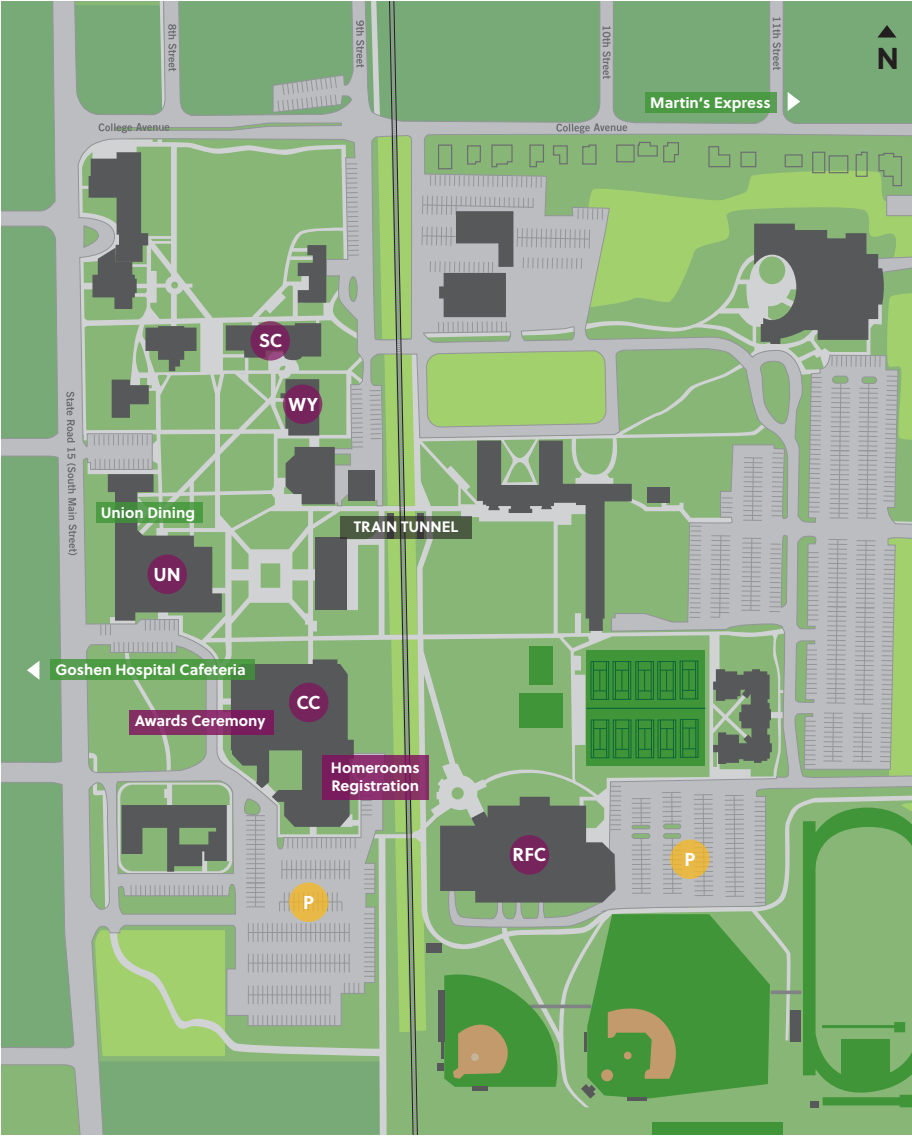 8th Street
9th Street
10th Street
11th Street
N
Martin's Express
College Avenue
College Avenue
SC
WY
State Road 15 (South Main Street)
Union Dining
TRAIN TUNNEL
UN
Goshen Hospital Cafeteria
CC
Awards Ceremony
Homerooms
Registration
RFC
P
P